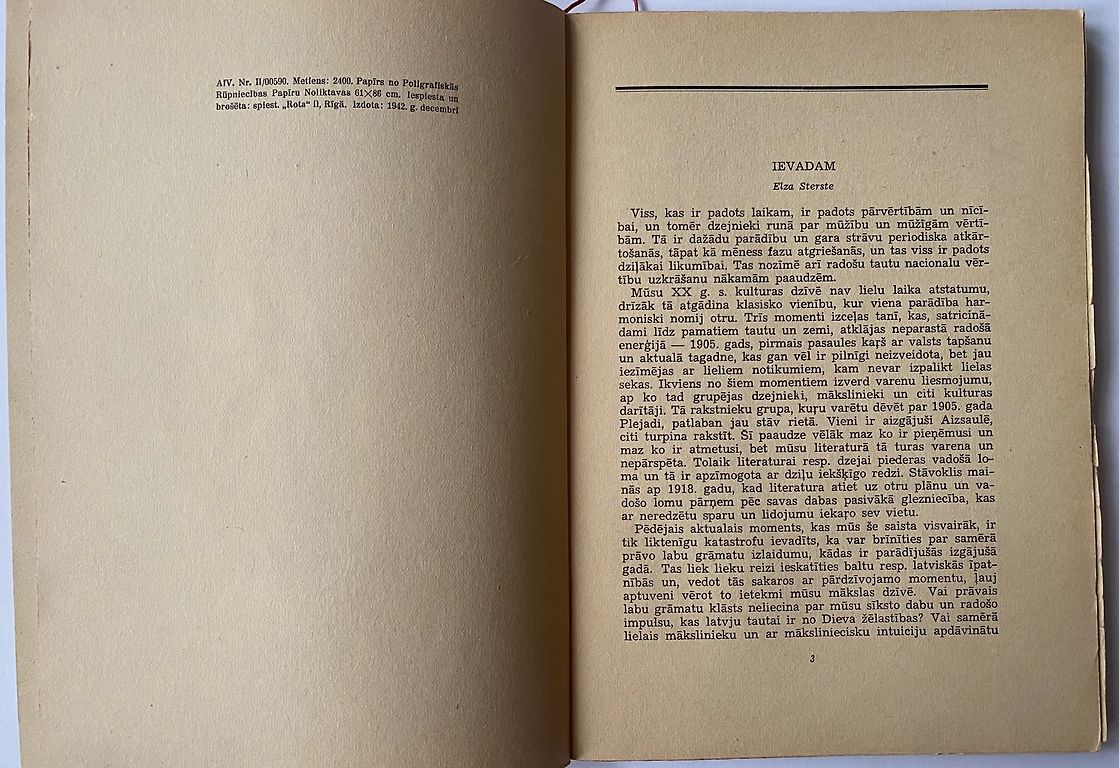 AfV. Nr. II/00590. Metiens: 2400. Papīrs no Poligrafiskās
Rūpniecības Papīru Noliktavas 61×86 cm. Iespiesta un
brošēta: spiest. „Rota“ II, Rīgā. Izdota: 1942. g. decembrī
IEVADAM
Elza Sterste
Viss, kas ir padots laikam, ir padots pārvērtībām un nīcī-
bai, un tomēr dzejnieki runā par mūžību un mūžīgām vērtī-
bām. Tā ir dažādu parādību un gara strāvu periodiska atkār-
tošanās, tāpat kā mēness fazu atgriešanās, un tas viss ir padots
dziļākai likumībai. Tas nozīmē arī radošu tautu nacionalu vēr-
tību uzkrāšanu nākamām paaudzēm.
Mūsu XX g. s. kulturas dzīvē nav lielu laika atstatumu,
drīzāk tā atgādina klasisko vienību, kur viena parādība har-
moniski nomij otru. Trīs momenti izceļas tanī, kas, satricinā-
dami līdz pamatiem tautu un zemi, atklājas neparastā radošā
enerģijā — 1905. gads, pirmais pasaules kaŗš ar valsts tapšanu
un aktualā tagadne, kas gan vēl ir pilnīgi neizveidota, bet jau
iezīmējas ar lieliem notikumiem, kam nevar izpalikt lielas
sekas. Ikviens no šiem momentiem izverd varenu liesmojumu,
ap ko tad grupējas dzejnieki, mākslinieki un citi kulturas
darītāji. Tā rakstnieku grupa, kuŗu varētu dēvēt par 1905. gada
Plejadi, patlaban jau stāv rietā. Vieni ir aizgājuši Aizsaulē,
citi turpina rakstīt. Šī paaudze vēlāk maz ko ir pieņēmusi un
maz ko ir atmetusi, bet mūsu literaturā tā turas varena un
nepārspēta. Tolaik literaturai resp. dzejai piederas vadošā lo-
ma un tā ir apzīmogota ar dziļu iekšķīgo redzi. Stāvoklis mai-
nās ap 1918. gadu, kad literatura atiet uz otru plānu un va-
došo lomu pārņem pēc savas dabas pasivākā glezniecība, kas
ar neredzētu sparu un lidojumu iekaŗo sev vietu.
Pēdējais aktualais moments, kas mūs še saista visvairāk, ir
tik liktenīgu katastrofu ievadīts, ka var brīnīties par samērā
prāvo labu grāmatu izlaidumu, kādas ir parādījušās izgājušā
gadā. Tas liek lieku reizi ieskatīties baltu resp. latviskās īpat-
nībās un, vedot tās sakaros ar pārdzīvojamo momentu, ļauj
aptuveni vērot to ietekmi mūsu mākslas dzīvē. Vai prāvais
labu grāmatu klāsts neliecina par mūsu sīksto dabu un radošo
impulsu, kas latvju tautai ir no Dieva žēlastības? Vai samērā
lielais mākslinieku un ar māksliniecisku intuiciju apdāvinātu
3